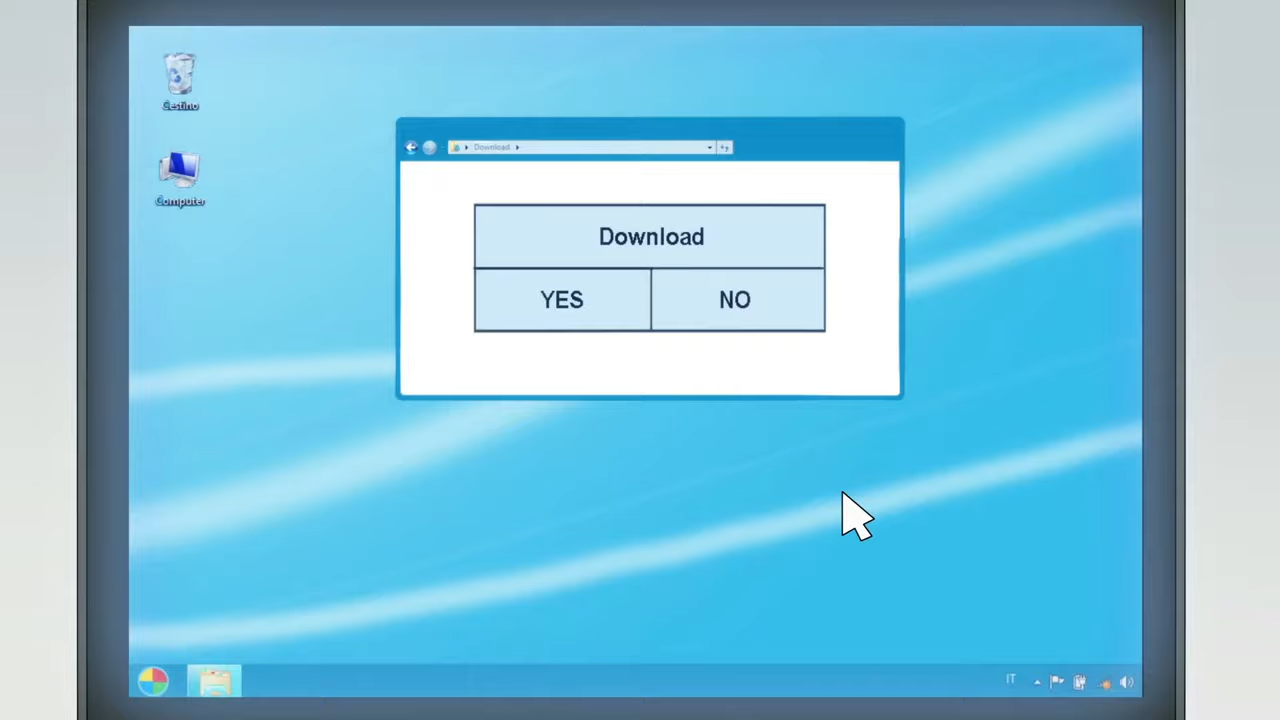 Cestino
Computer
Download
Download
YES
NO
IT